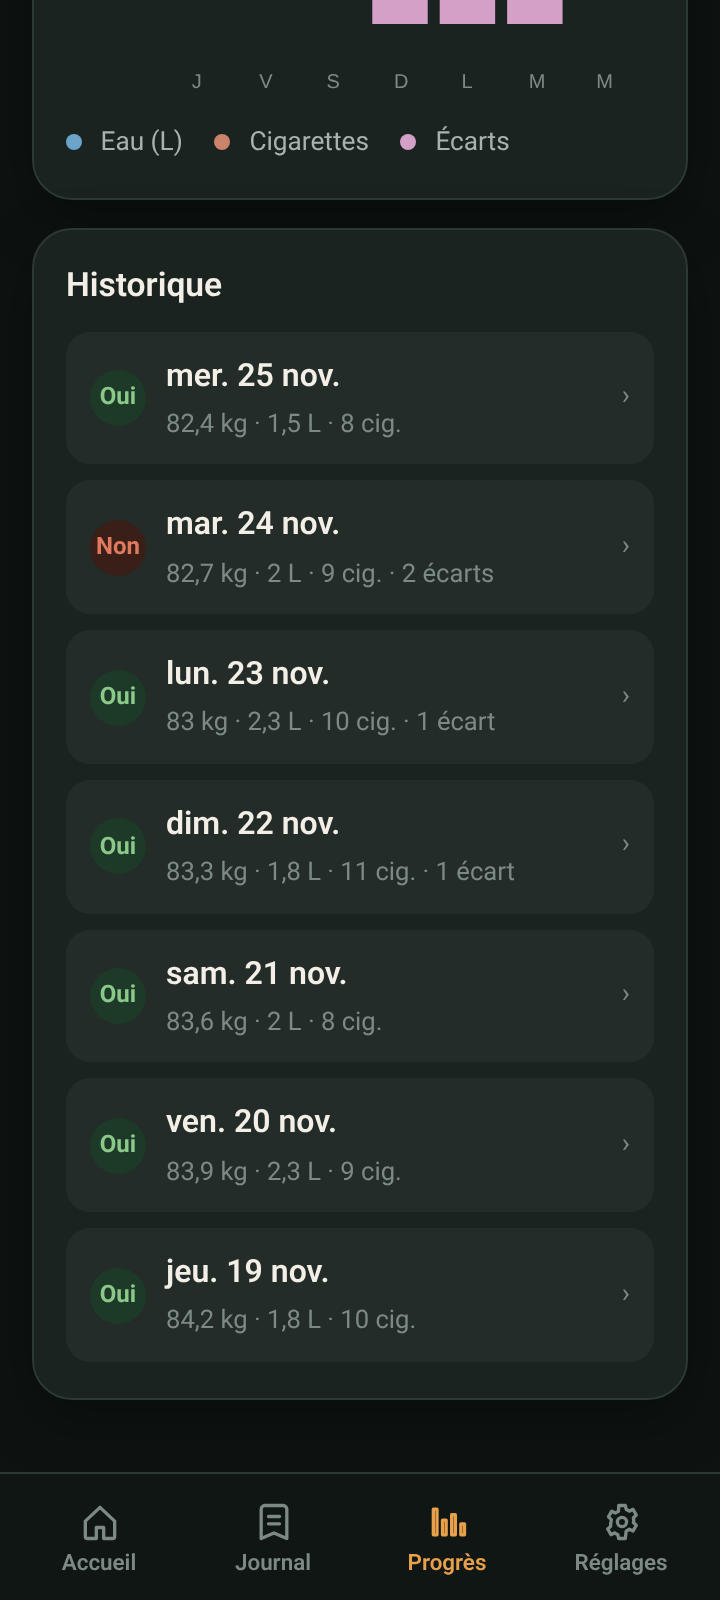 J V S D L M M
Eau (L) Cigarettes Écarts
Historique
Oui
mer. 25 nov.
82,4 kg · 1,5 L · 8 cig.
›
Non
mar. 24 nov.
82,7 kg · 2 L · 9 cig. · 2 écarts
›
Oui
lun. 23 nov.
83 kg · 2,3 L · 10 cig. · 1 écart
›
Oui
dim. 22 nov.
83,3 kg · 1,8 L · 11 cig. · 1 écart
›
Oui
sam. 21 nov.
83,6 kg · 2 L · 8 cig.
›
Oui
ven. 20 nov.
83,9 kg · 2,3 L · 9 cig.
›
Oui
jeu. 19 nov.
84,2 kg · 1,8 L · 10 cig.
›
Accueil Journal Progrès Réglages